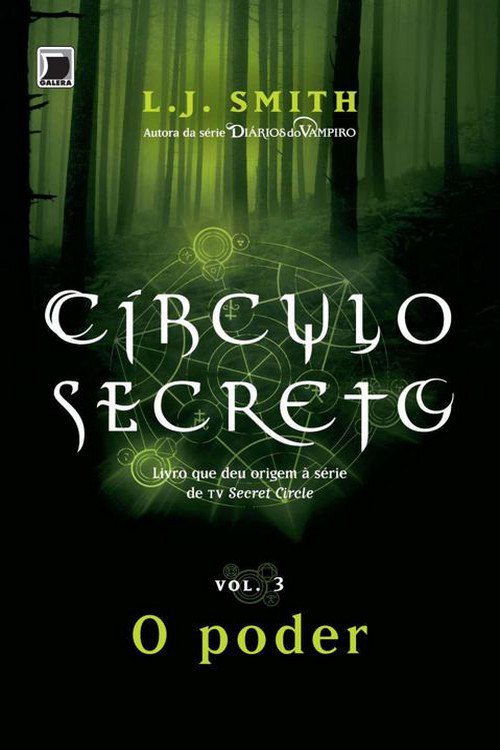 GALERA
L.J. SMITH
Autora da série DIÁRIOS do VAMPIRO
CÍRCULO
SECRETO
Livro que deu origem à série
de TV Secret Circle
VOL. 3
O poder